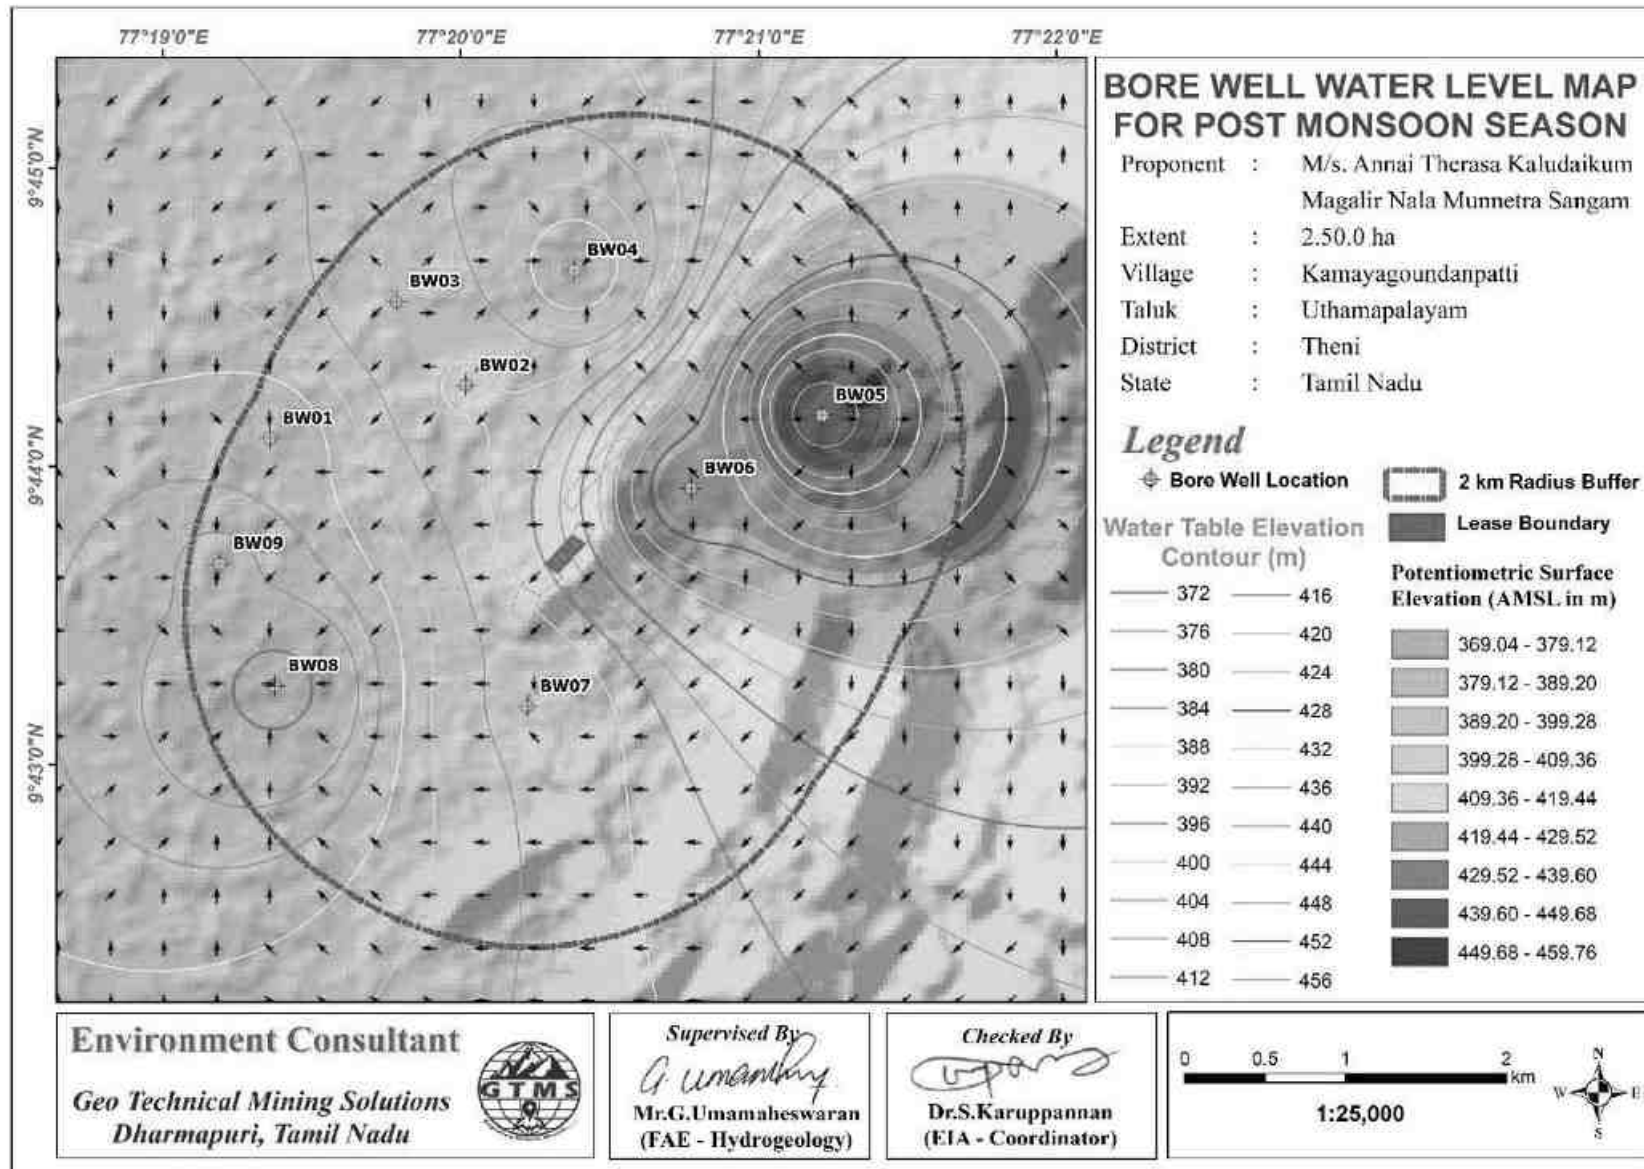 77°19'0"E 77°20'0"E 77°21'0"E 77°22'0"E
9°45'0"N
9°44'0"N
9°43'0"N
BW04
BW03
BW02
BW05
BW01
BW06
BW09
BW08
BW07
BORE WELL WATER LEVEL MAP
FOR POST MONSOON SEASON
Proponent : M/s. Annai Therasa Kaludaikum
Magalir Nala Munnetra Sangam
Extent : 2.50.0 ha
Village : Kamayagoundanpatti
Taluk : Uthamapalayam
District : Theni
State : Tamil Nadu
Legend
Bore Well Location
2 km Radius Buffer
Lease Boundary
Water Table Elevation
Contour (m)
372 416
376 420
380 424
384 428
388 432
392 436
396 440
400 444
404 448
408 452
412 456
Potentiometric Surface
Elevation (AMSL in m)
369.04 - 379.12
379.12 - 389.20
389.20 - 399.28
399.28 - 409.36
409.36 - 419.44
419.44 - 429.52
429.52 - 439.60
439.60 - 449.68
449.68 - 459.76
Environment Consultant
Geo Technical Mining Solutions
Dharmapuri, Tamil Nadu
GTMS
Supervised By
G. Umamhy
Mr.G.Umamaheswaran
(FAE - Hydrogeology)
Checked By
Dr.S.Karuppannan
(EIA - Coordinator)
0 0.5 1 2
km
1:25,000
N
W E
S